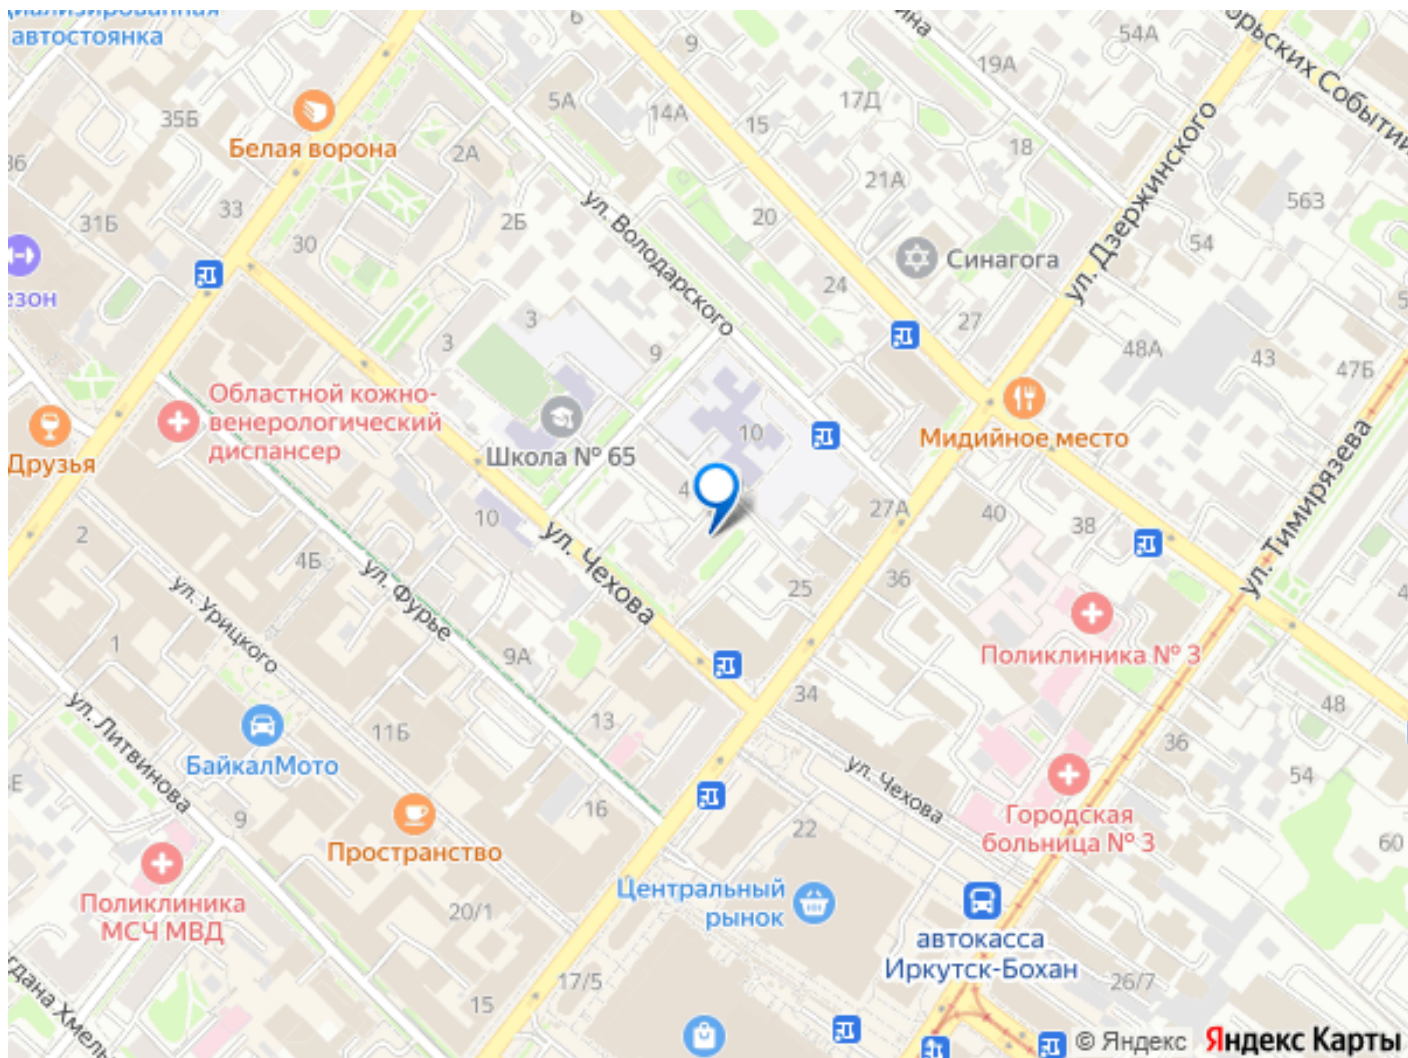 автостоянка
6
9
54А
19А
орьских Событий
35Б
5А
14А
17Д
15
Белая ворона
2А
18
21А
ул. Дзержинского
563
31Б
33
30
2Б
20
ул. Володарского
54
Синагога
24
3
27
3
9
48А
43
47Б
Областной кожно-
венерологический
диспансер
Друзья
Школа № 65
10
Мидийное место
4
27А
40
38
10
2
ул. Чехова
4Б
ул. Фурье
ул. Урицкого
25
36
ул. Тимирязева
1
9А
Поликлиника № 3
34
48
ул. Литвинова
11Б
13
36
БайкалМото
ул. Чехова
54
9
16
22
Городская
больница № 3
60
Пространство
Центральный
рынок
Поликлиника
МСЧ МВД
20/1
автокасса
Иркутск-Бохан
17/5
26/7
15
© Яндекс
Яндекс Карты